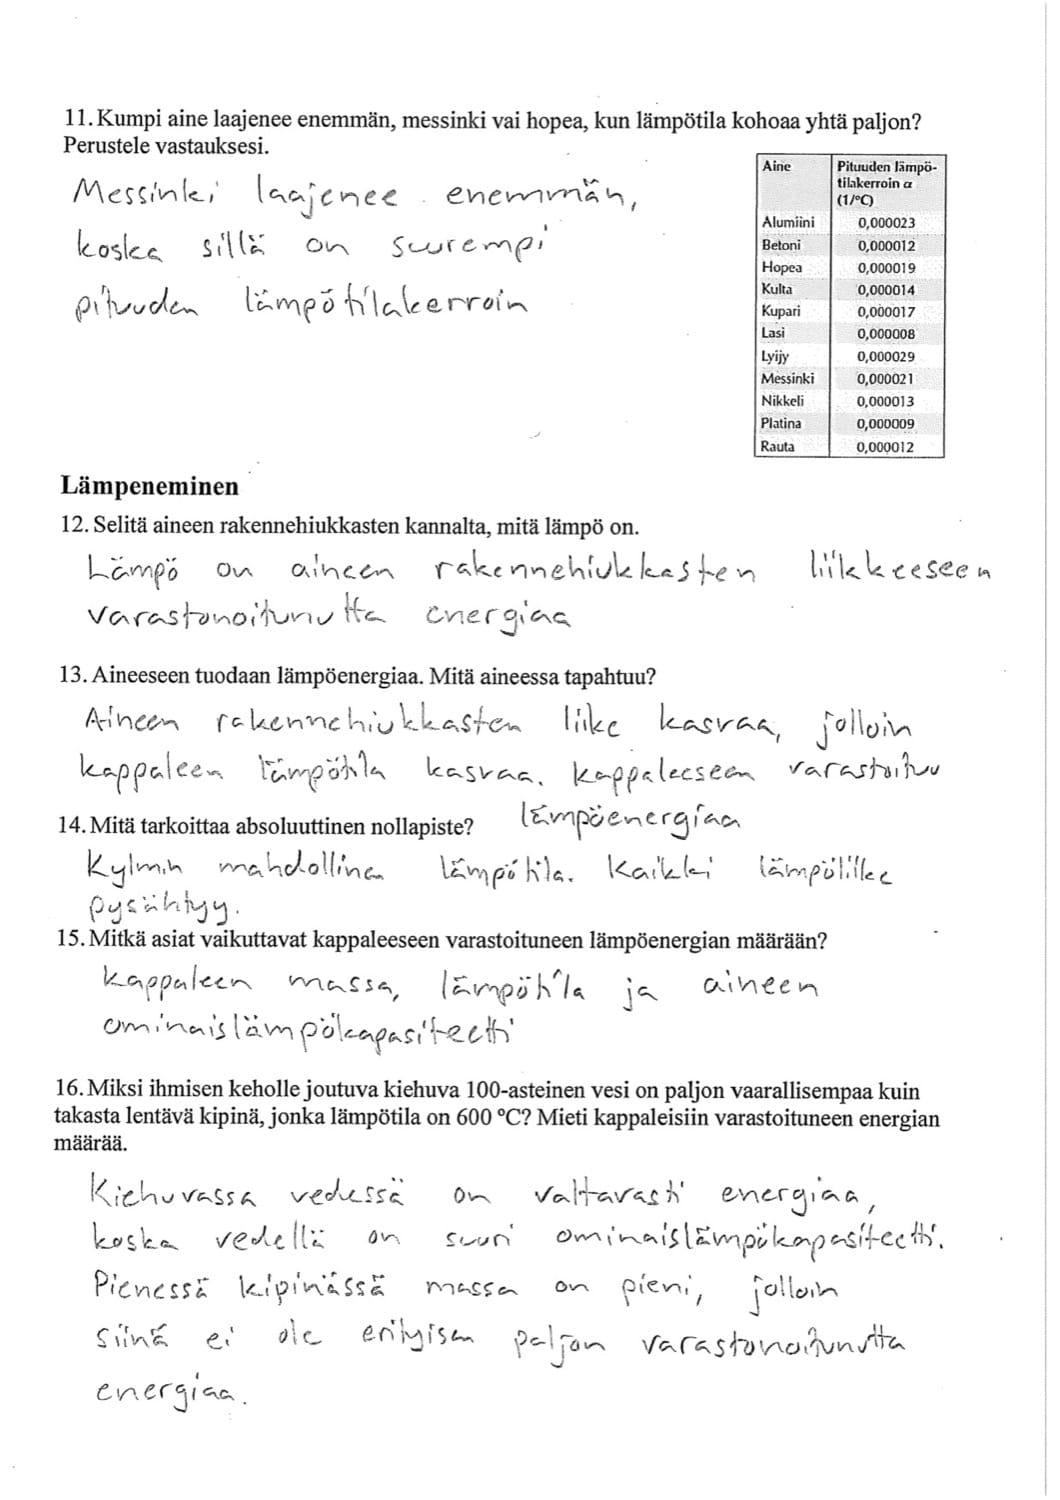 11. Kumpi aine laajenee enemmän, messinki vai hopea, kun lämpötila kohoaa yhtä paljon?
Perustele vastauksesi.
Messinki laajenee enemmän,
koska sillä on suurempi
pituuden lämpötilakerroin
Aine Pituuden lämpö-
tilakerroin α
(1/°C)
Alumiini 0,000023
Betoni 0,000012
Hopea 0,000019
Kulta 0,000014
Kupari 0,000017
Lasi 0,000008
Lyijy 0,000029
Messinki 0,000021
Nikkeli 0,000013
Platina 0,000009
Rauta 0,000012
Lämpeneminen
12. Selitä aineen rakennehiukkasten kannalta, mitä lämpö on.
Lämpö on aineen rakennehiukkasten liikkeeseen
varastonoitunutta energiaa
13. Aineeseen tuodaan lämpöenergiaa. Mitä aineessa tapahtuu?
Aineen rakennehiukkasten liike kasvaa, jolloin
kappaleen lämpötila kasvaa. Kappaleeseen varastoituu
lämpöenergiaa
14. Mitä tarkoittaa absoluuttinen nollapiste?
Kylmin mahdollinen lämpötila. Kaikki lämpöliike
pysähtyy.
15. Mitkä asiat vaikuttavat kappaleeseen varastoituneen lämpöenergian määrään?
Kappaleen massa, lämpötila ja aineen
ominaislämpökapasiteetti
16. Miksi ihmisen keholle joutuva kiehuva 100-asteinen vesi on paljon vaarallisempaa kuin
takasta lentävä kipinä, jonka lämpötila on 600 °C? Mieti kappaleisiin varastoituneen energian
määrää.
Kiehuvassa vedessä on valtavasti energiaa,
koska vedellä on suuri ominaislämpökapasiteetti.
Pienessä kipinässä massa on pieni, jolloin
siinä ei ole erityisen paljon varastonoitunutta
energiaa.